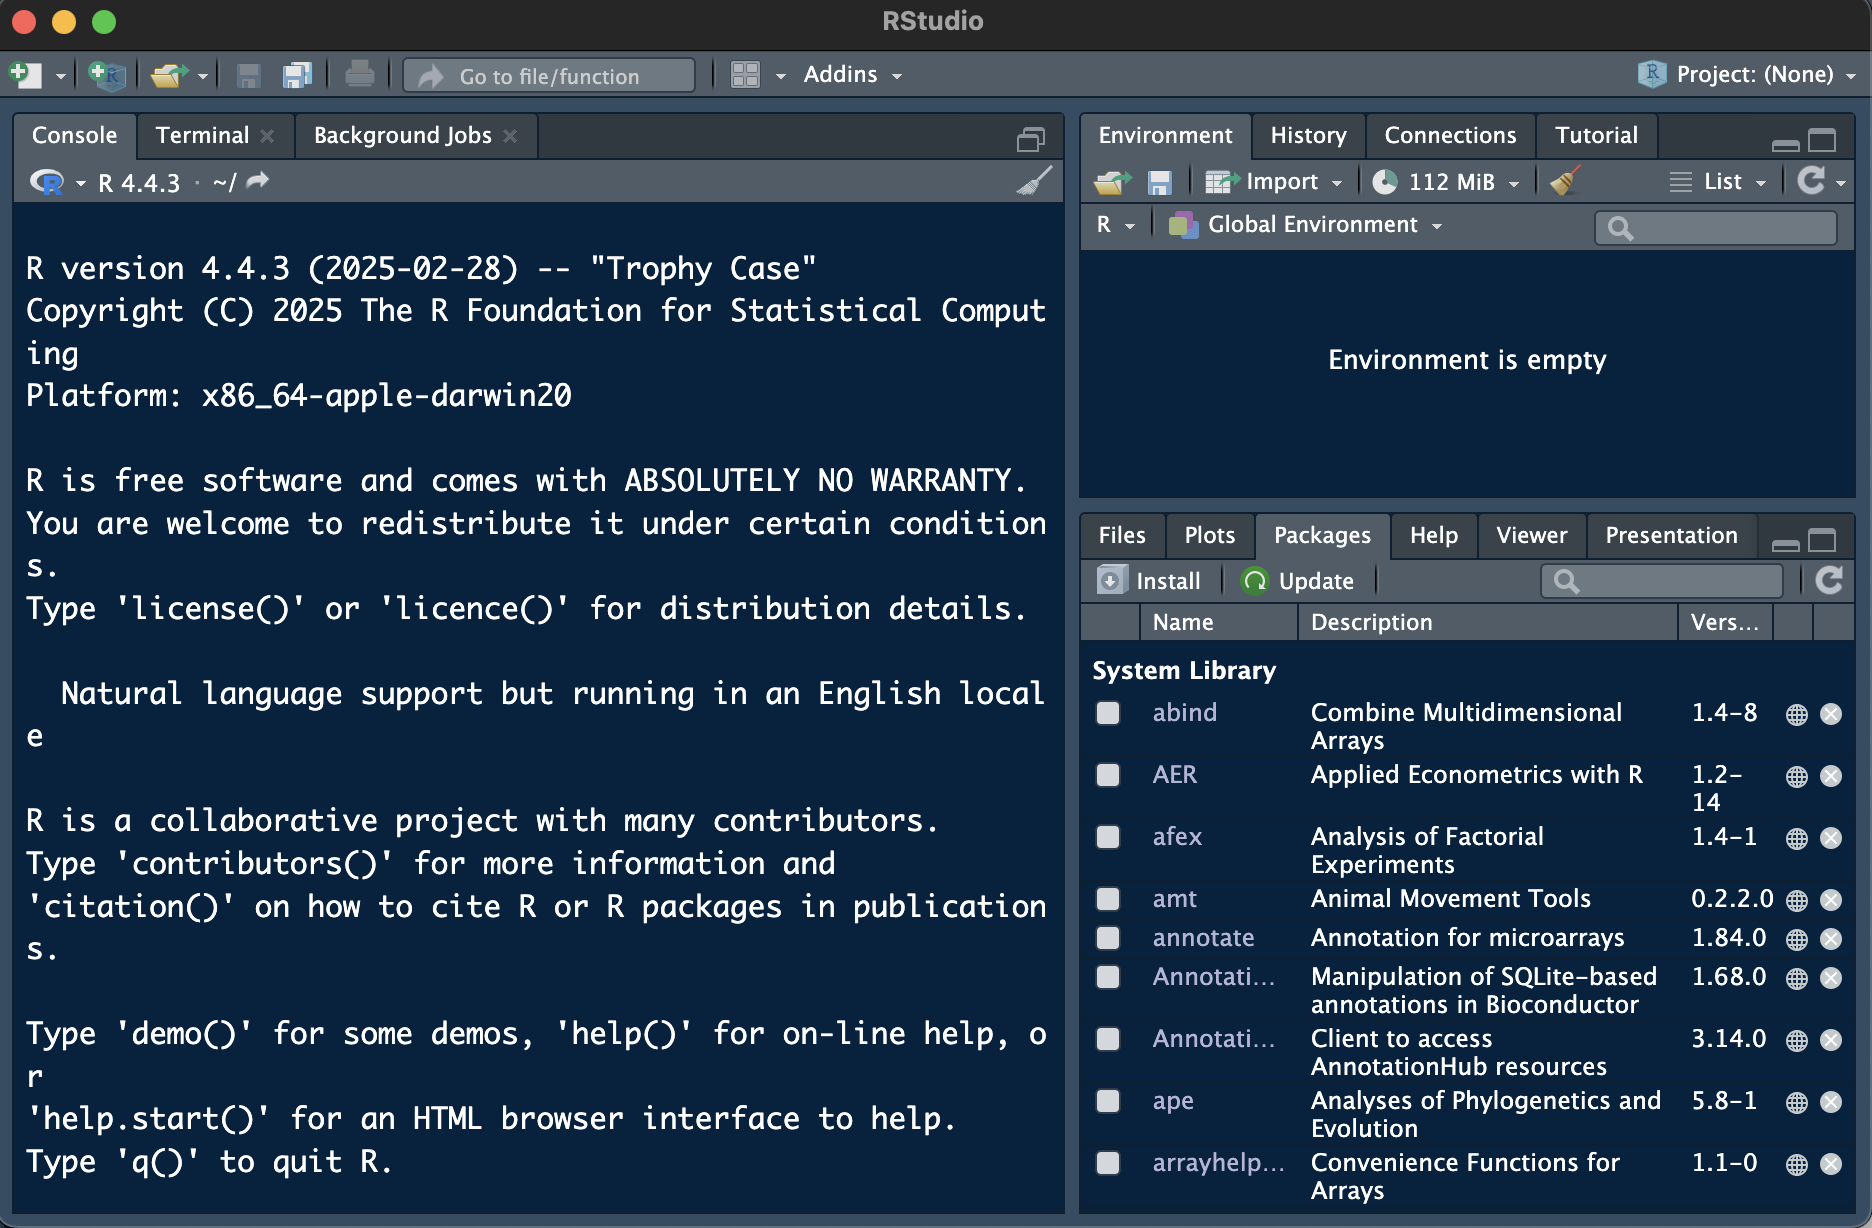 RStudio
Go to file/function
Addins
Project: (None)
Console
Terminal
Background Jobs
R 4.4.3 · ~/
R version 4.4.3 (2025-02-28) -- "Trophy Case"
Copyright (C) 2025 The R Foundation for Statistical Comput
ing
Platform: x86_64-apple-darwin20
R is free software and comes with ABSOLUTELY NO WARRANTY.
You are welcome to redistribute it under certain condition
s.
Type 'license()' or 'licence()' for distribution details.
Natural language support but running in an English local
e
R is a collaborative project with many contributors.
Type 'contributors()' for more information and
'citation()' on how to cite R or R packages in publication
s.
Type 'demo()' for some demos, 'help()' for on-line help, o
r
'help.start()' for an HTML browser interface to help.
Type 'q()' to quit R.
Environment
History
Connections
Tutorial
Import
112 MiB
List
R
Global Environment
Environment is empty
Files
Plots
Packages
Help
Viewer
Presentation
Install
Update
Name Description Vers...
System Library
abind Combine Multidimensional 1.4-8
Arrays
AER Applied Econometrics with R 1.2-
14
afex Analysis of Factorial 1.4-1
Experiments
amt Animal Movement Tools 0.2.2.0
annotate Annotation for microarrays 1.84.0
Annotati... Manipulation of SQLite-based 1.68.0
annotations in Bioconductor
Annotati... Client to access 3.14.0
AnnotationHub resources
ape Analyses of Phylogenetics and 5.8-1
Evolution
arrayhelp... Convenience Functions for 1.1-0
Arrays